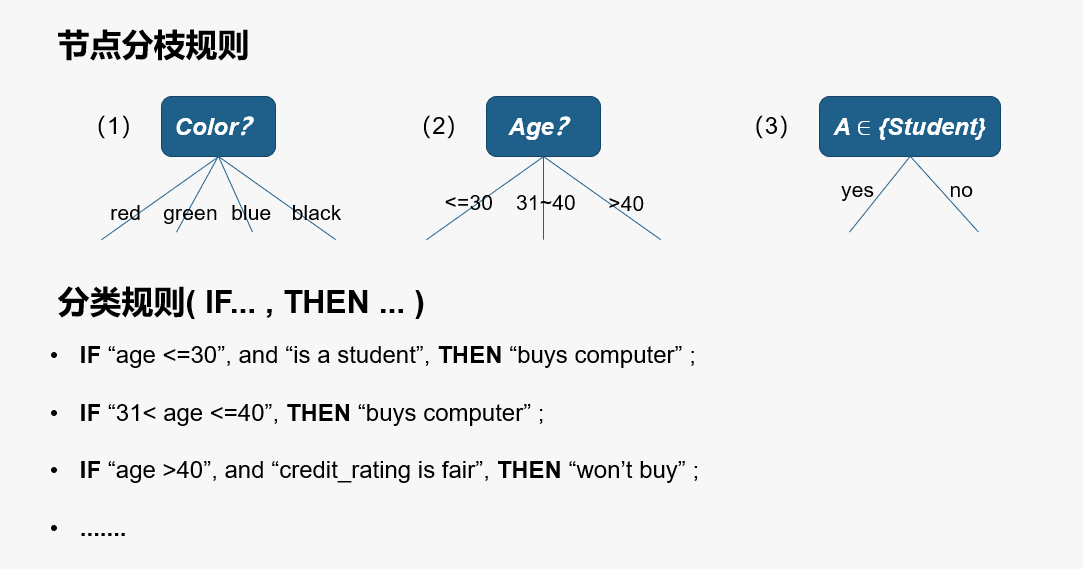 节点分枝规则
（1） Color？ （2） Age？ （3） A ∈ {Student}
red green blue black <=30 31~40 >40 yes no
分类规则( IF... , THEN ... )
• IF “age <=30”, and “is a student”, THEN “buys computer” ;
• IF “31< age <=40”, THEN “buys computer” ;
• IF “age >40”, and “credit_rating is fair”, THEN “won’t buy” ;
• .......